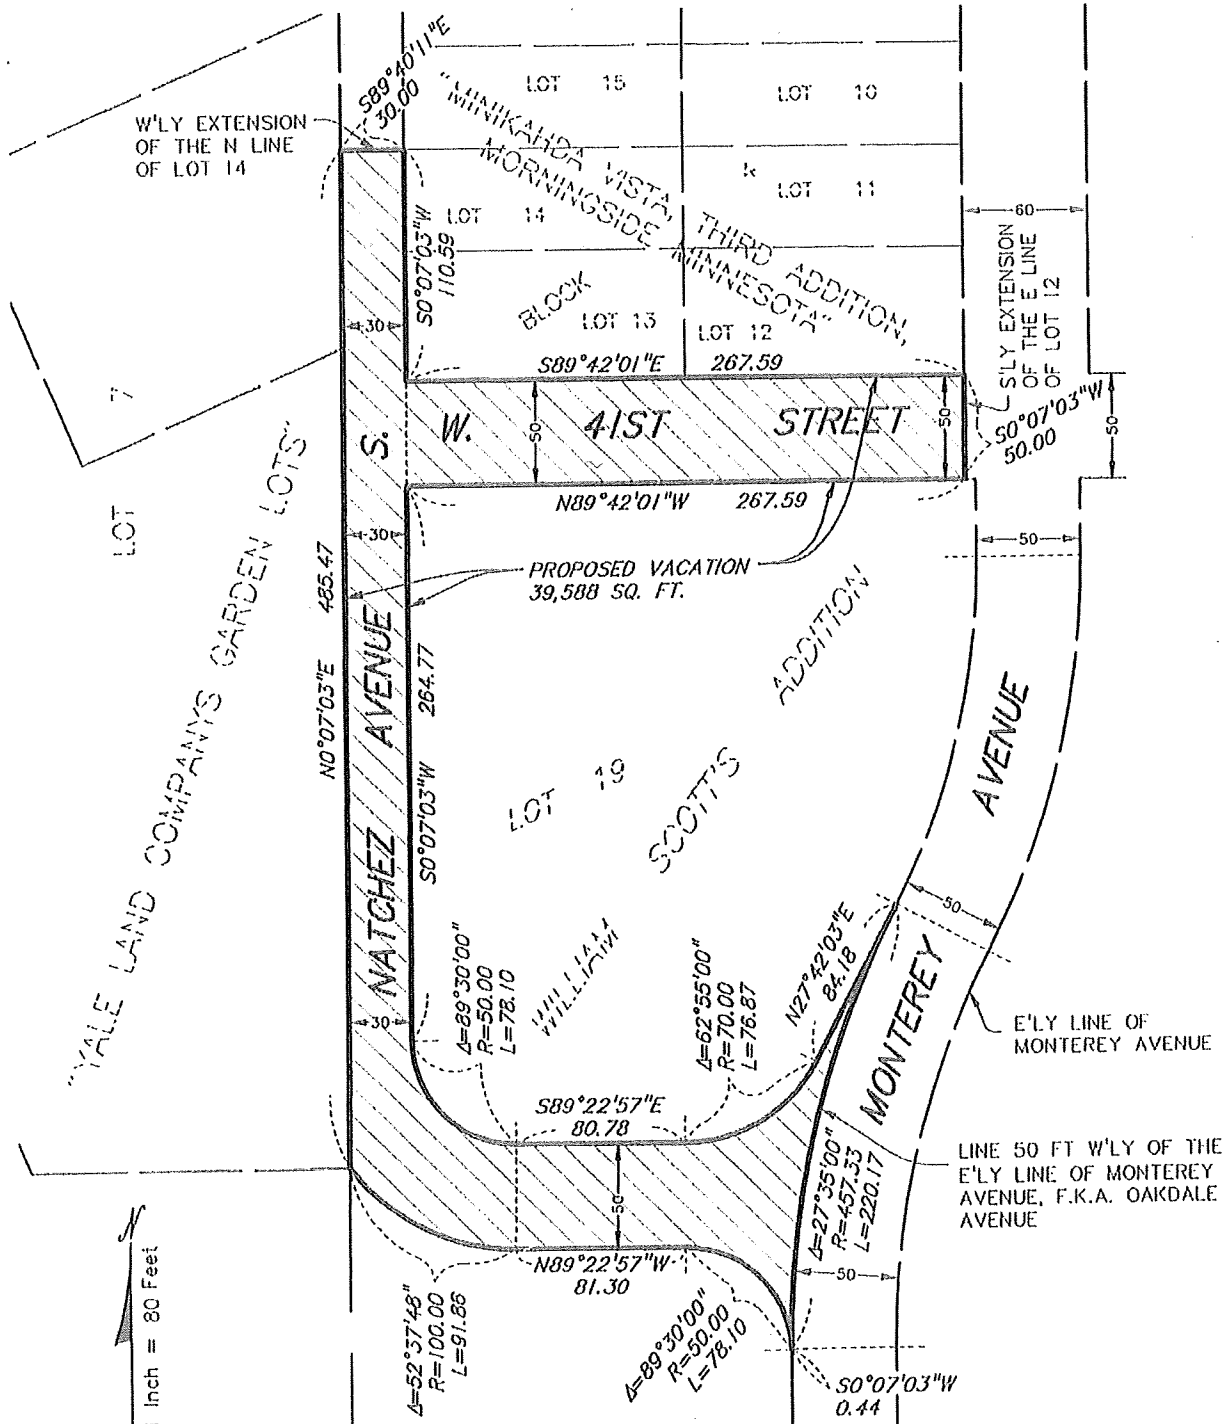 S89°40'11"E
30.00
W'LY EXTENSION
OF THE N LINE
OF LOT 14
LOT 15
LOT 10
"MINIKAHDA VISTA, THIRD ADDITION,
MORNINGSIDE MINNESOTA"
LOT 14
LOT 11
60
S0°07'03"W
110.59
S'LY EXTENSION
OF THE E LINE
OF LOT 12
BLOCK
LOT 13
LOT 12
30
S89°42'01"E 267.59
W. 41ST STREET
50
50
S0°07'03"W
50.00
50
LOT 7
N89°42'01"W 267.59
30
50
PROPOSED VACATION
39,588 SQ. FT.
"YALE LAND COMPANYS GARDEN LOTS"
N0°07'03"E 485.47
NATCHEZ AVENUE S.
S0°07'03"W 264.77
LOT 19
WILLIAM SCOTT'S ADDITION
MONTEREY AVENUE
50
30
Δ=89°30'00"
R=50.00
L=78.10
Δ=62°55'00"
R=70.00
L=76.87
N27°42'03"E
84.18
E'LY LINE OF
MONTEREY AVENUE
S89°22'57"E
80.78
50
Δ=27°35'00"
R=457.33
L=220.17
LINE 50 FT W'LY OF THE
E'LY LINE OF MONTEREY
AVENUE, F.K.A. OAKDALE
AVENUE
N
Inch = 80 Feet
N89°22'57"W
81.30
50
Δ=52°37'48"
R=100.00
L=91.86
Δ=89°30'00"
R=50.00
L=78.10
S0°07'03"W
0.44